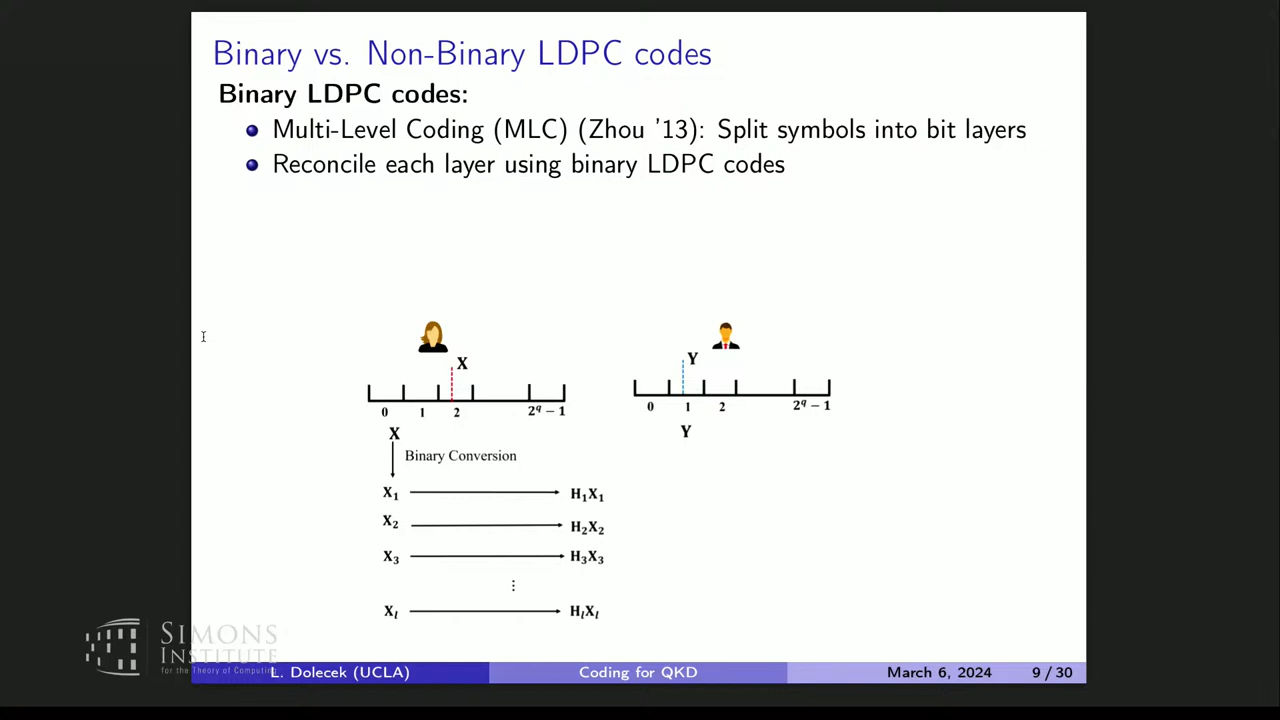 Binary vs. Non-Binary LDPC codes
Binary LDPC codes:
Multi-Level Coding (MLC) (Zhou '13): Split symbols into bit layers
Reconcile each layer using binary LDPC codes
X
Y
0 1 2 2^q − 1
0 1 2 2^q − 1
X
Y
Binary Conversion
X₁ H₁X₁
X₂ H₂X₂
X₃ H₃X₃
⋮
Xₗ HₗXₗ
SIMONS
INSTITUTE
for the Theory of Computing
L. Dolecek (UCLA) Coding for QKD March 6, 2024 9 / 30